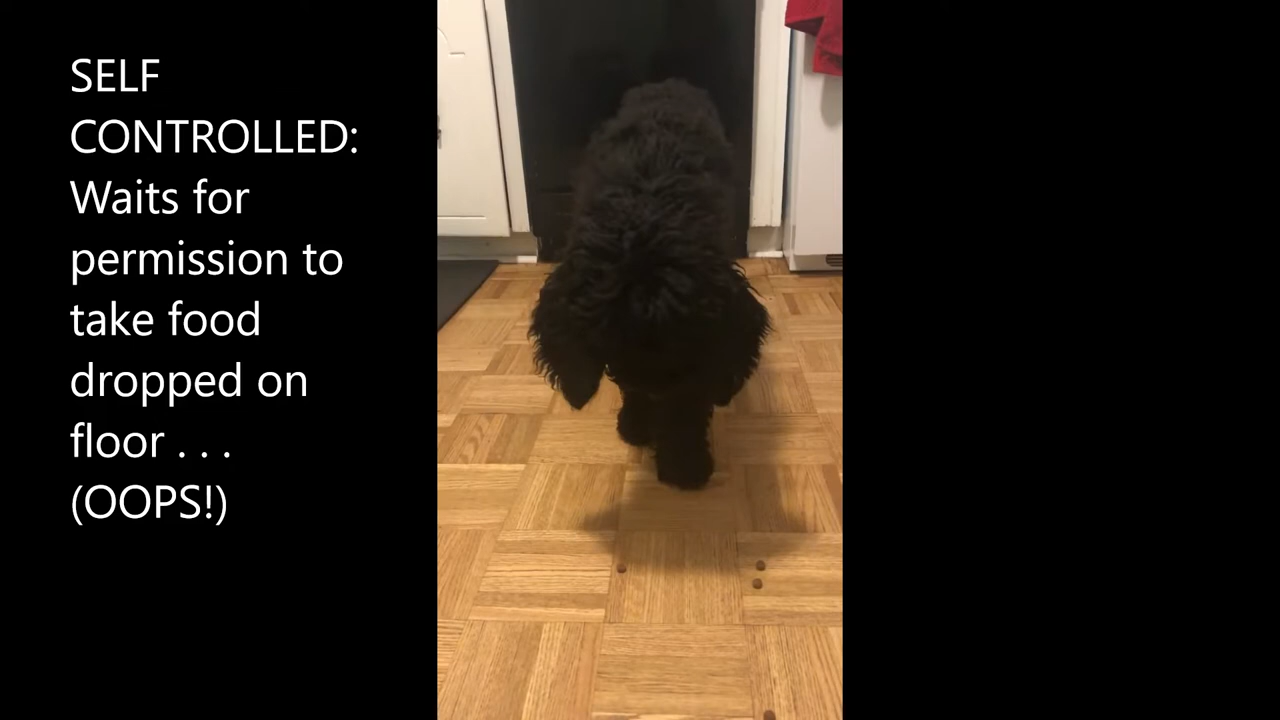 SELF
CONTROLLED:
Waits for
permission to
take food
dropped on
floor . . .
(OOPS!)